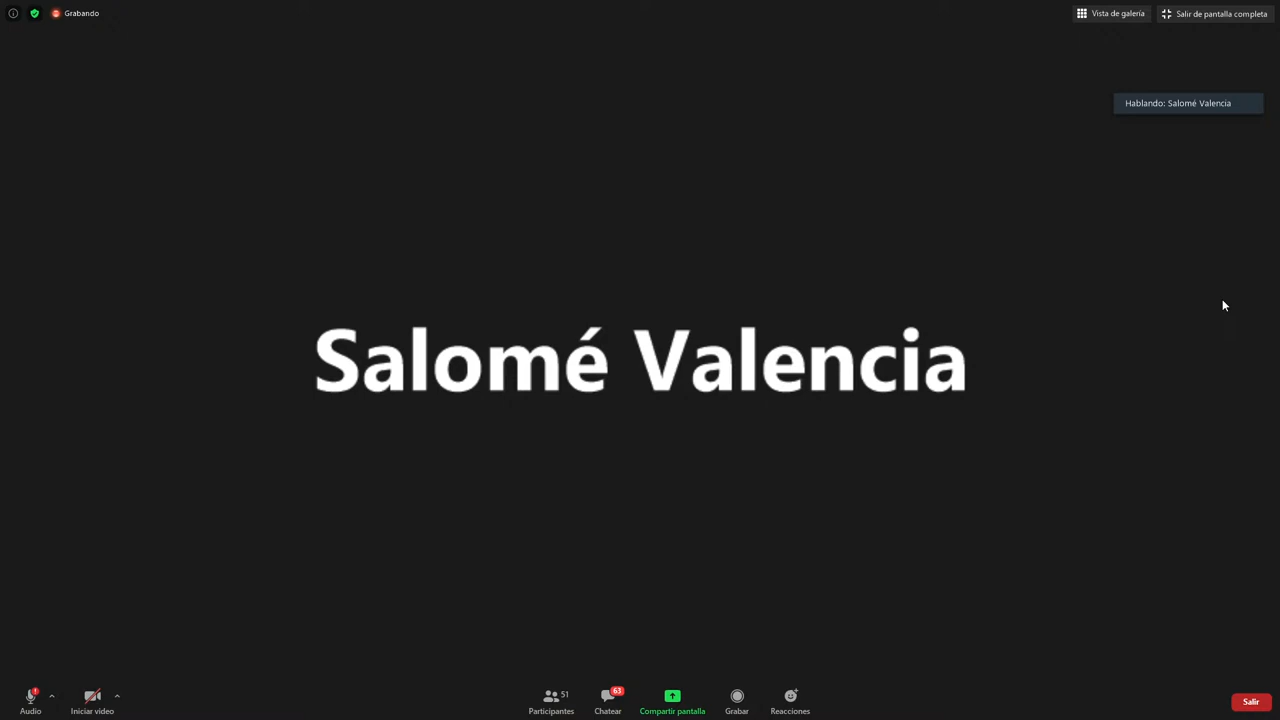 Grabando
Vista de galería
Salir de pantalla completa
Hablando: Salomé Valencia
Salomé Valencia
Audio
Iniciar video
51
Participantes
63
Chatear
Compartir pantalla
Grabar
Reacciones
Salir